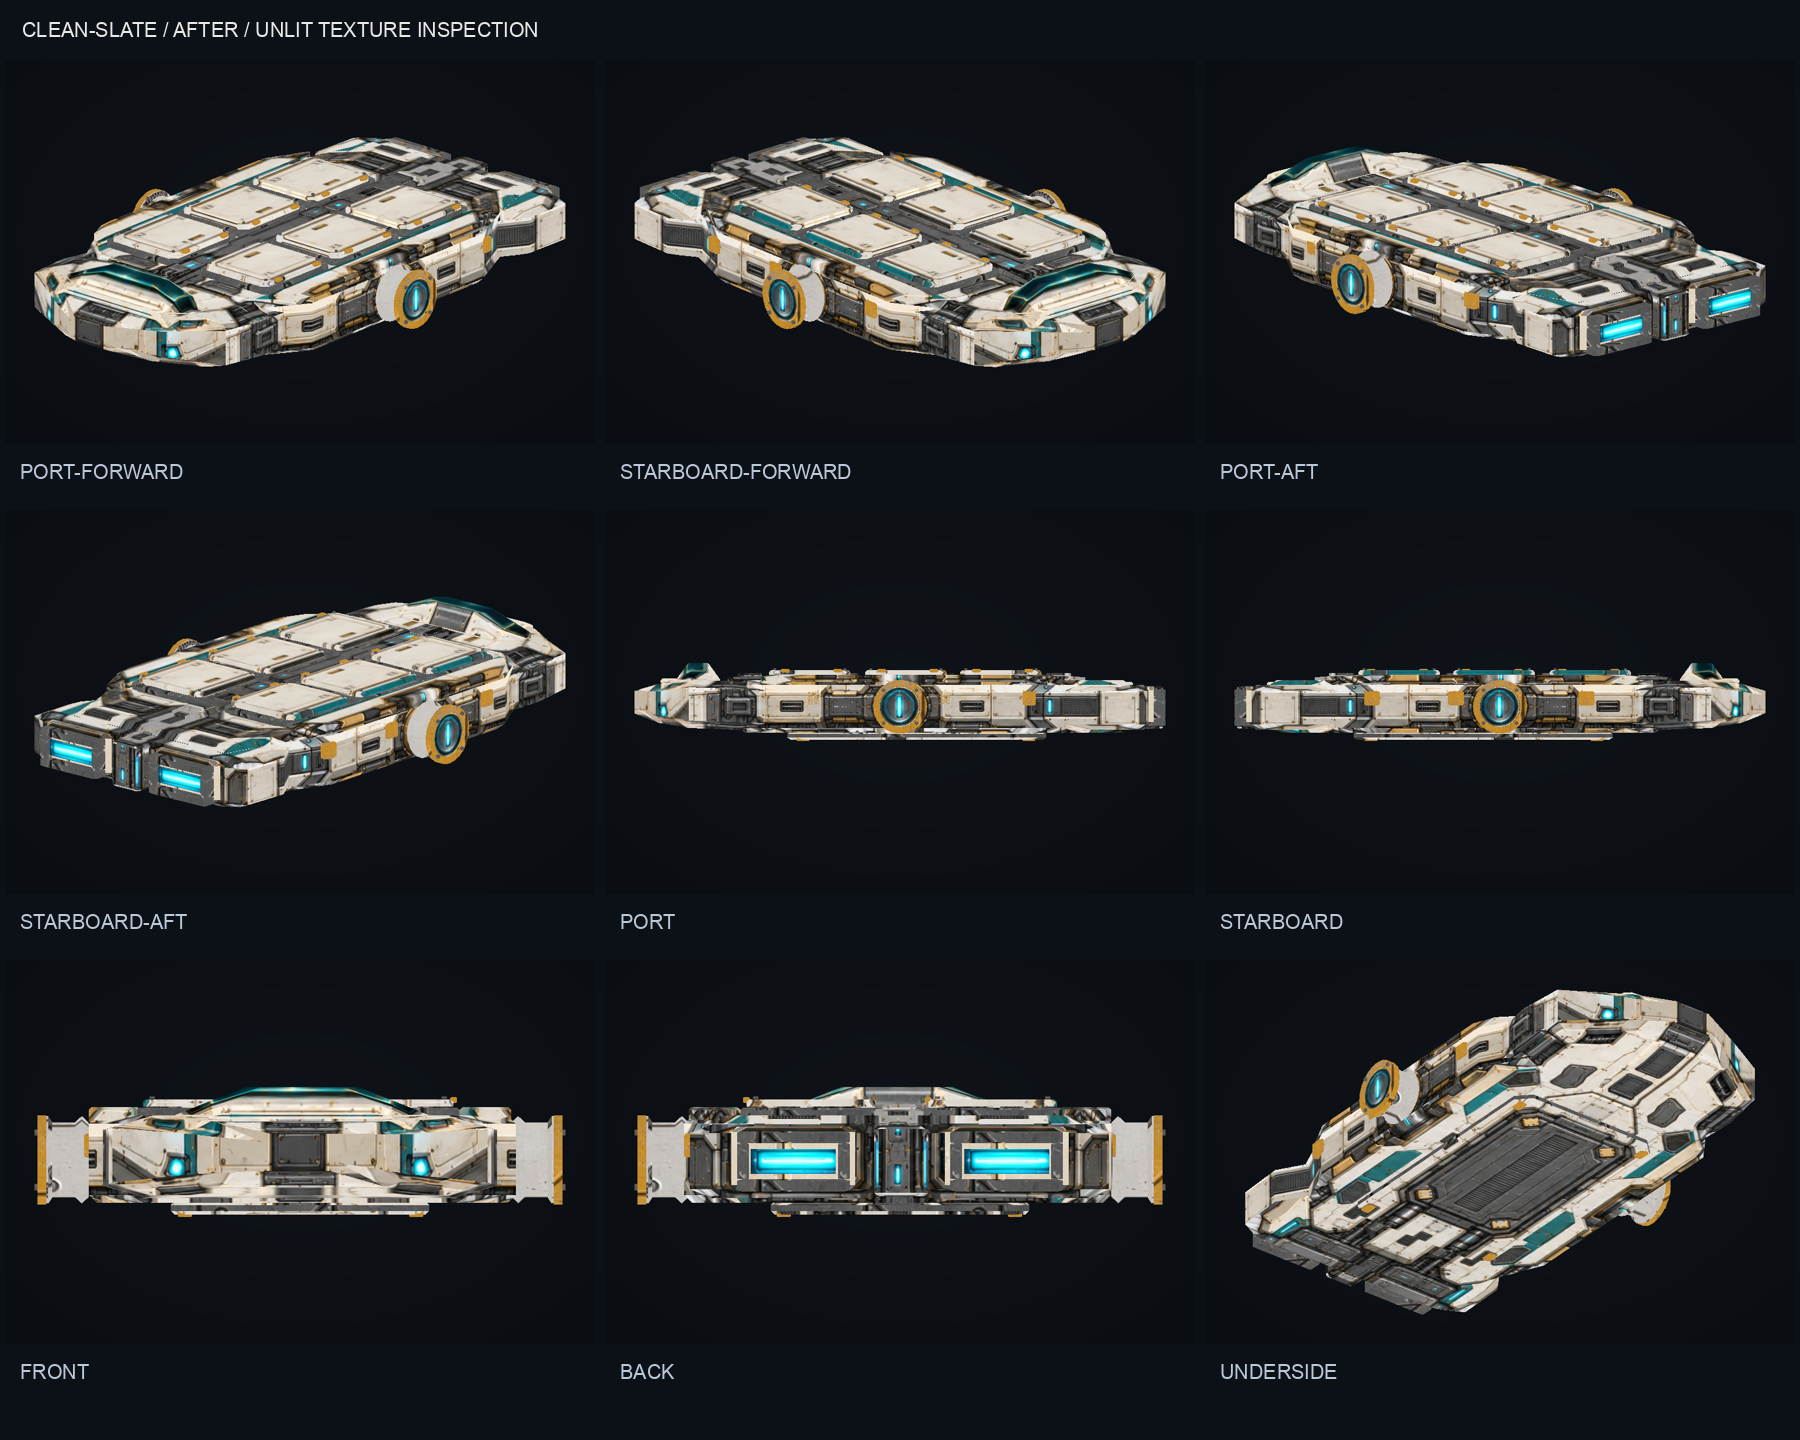 CLEAN-SLATE / AFTER / UNLIT TEXTURE INSPECTION
PORT-FORWARD
STARBOARD-FORWARD
PORT-AFT
STARBOARD-AFT
PORT
STARBOARD
FRONT
BACK
UNDERSIDE